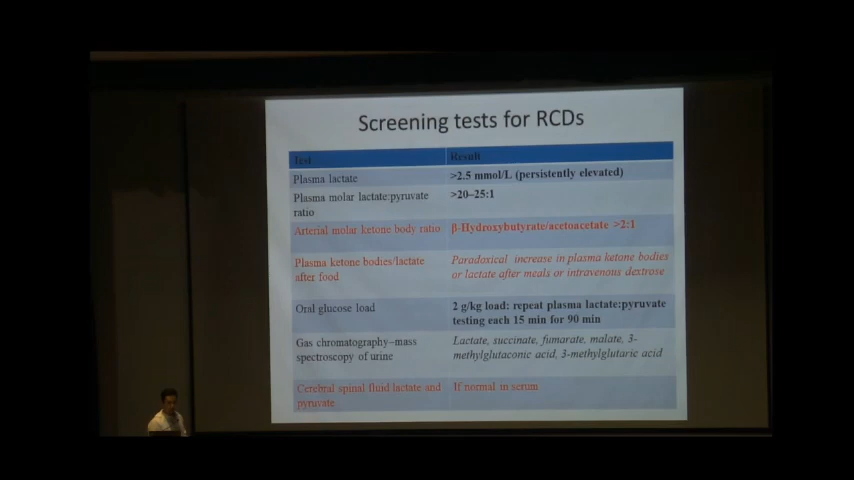 Screening tests for RCDs
Test Result
Plasma lactate >2.5 mmol/L (persistently elevated)
Plasma molar lactate:pyruvate ratio >20–25:1
Arterial molar ketone body ratio β-Hydroxybutyrate/acetoacetate >2:1
Plasma ketone bodies/lactate
after food
Paradoxical increase in plasma ketone bodies
or lactate after meals or intravenous dextrose
Oral glucose load
2 g/kg load: repeat plasma lactate:pyruvate
testing each 15 min for 90 min
Gas chromatography–mass
spectroscopy of urine
Lactate, succinate, fumarate, malate, 3-
methylglutaconic acid, 3-methylglutaric acid
Cerebral spinal fluid lactate and
pyruvate
If normal in serum